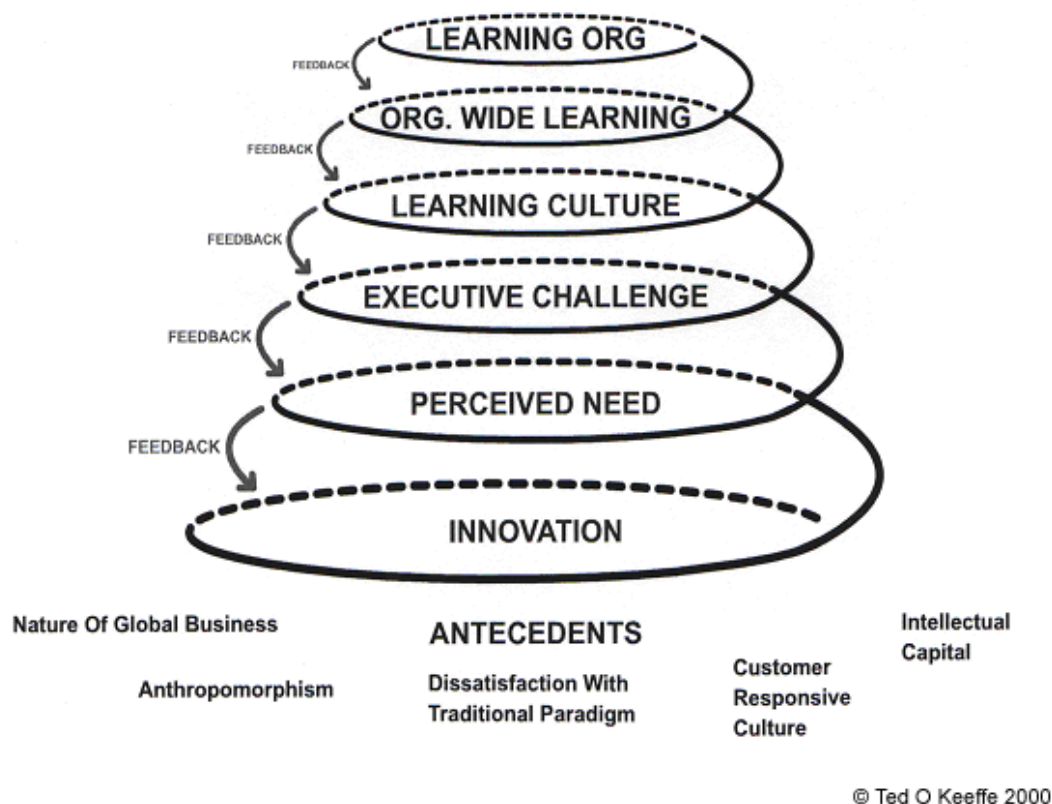 LEARNING ORG
FEEDBACK
ORG. WIDE LEARNING
FEEDBACK
LEARNING CULTURE
FEEDBACK
EXECUTIVE CHALLENGE
FEEDBACK
PERCEIVED NEED
FEEDBACK
INNOVATION
Nature Of Global Business
ANTECEDENTS
Intellectual
Capital
Anthropomorphism
Dissatisfaction With
Traditional Paradigm
Customer
Responsive
Culture
© Ted O Keeffe 2000